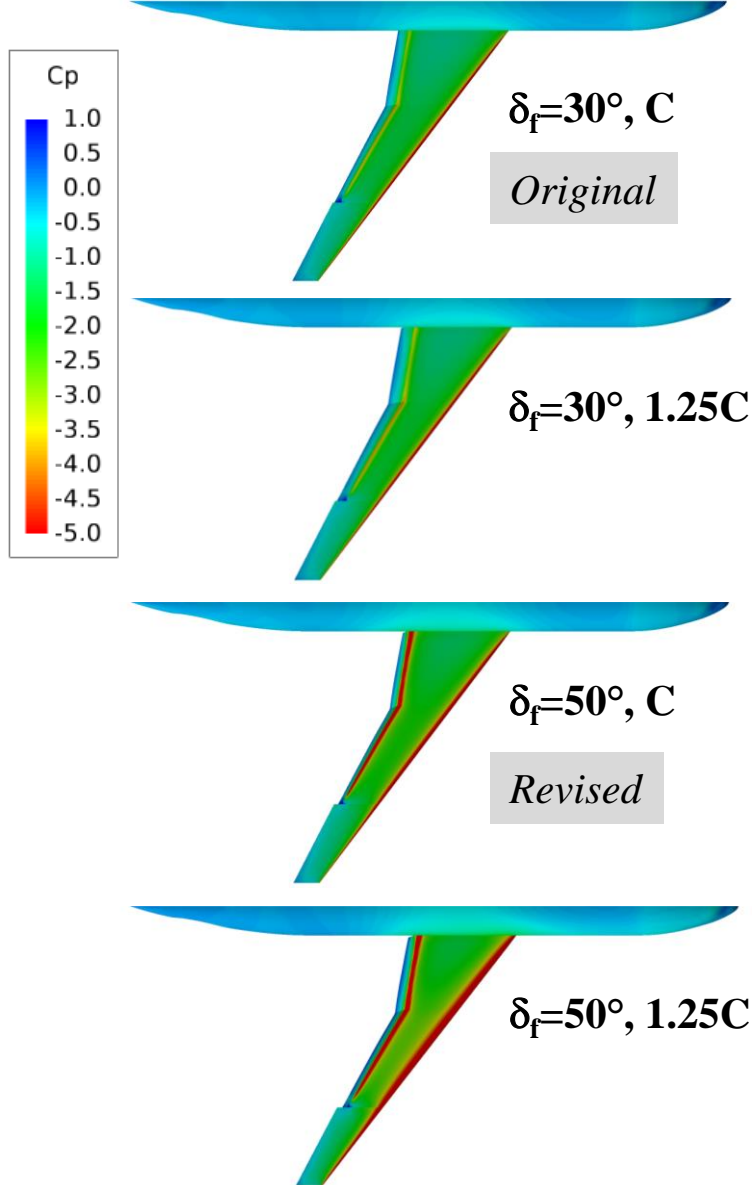 Cp
1.0
0.5
0.0
-0.5
-1.0
-1.5
-2.0
-2.5
-3.0
-3.5
-4.0
-4.5
-5.0
δf=30°, C
Original
δf=30°, 1.25C
δf=50°, C
Revised
δf=50°, 1.25C